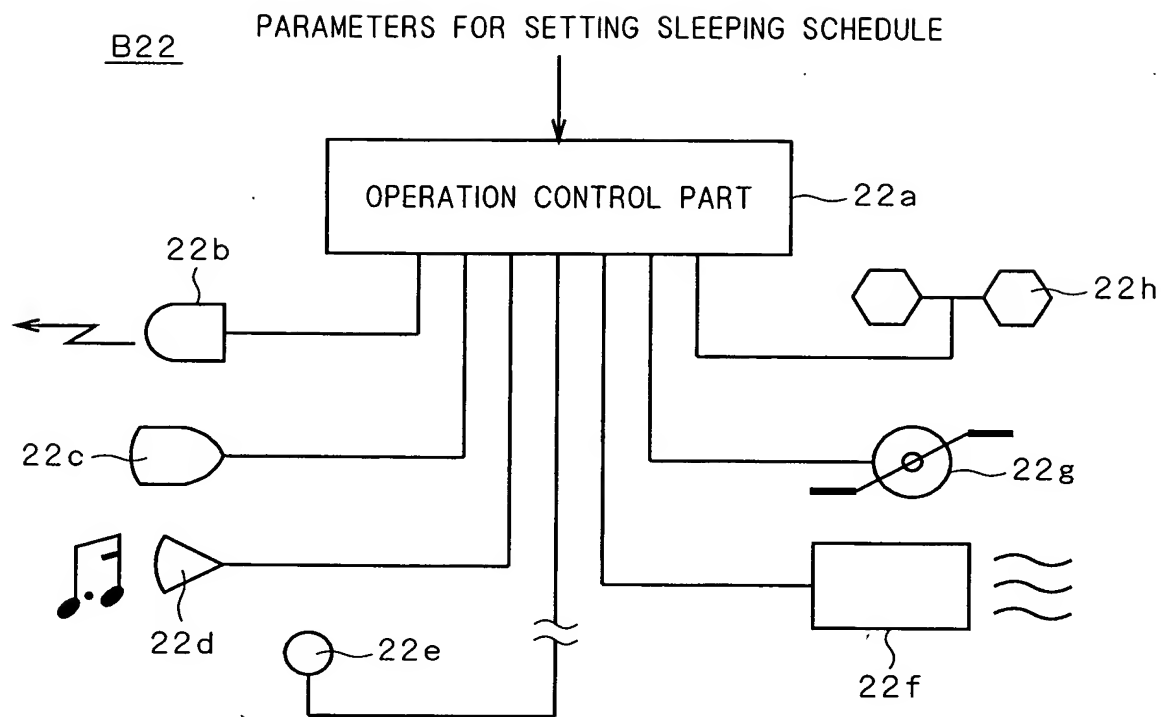 PARAMETERS FOR SETTING SLEEPING SCHEDULE
B22
OPERATION CONTROL PART
22a
22b
22h
22c
22g
22d
22e
22f